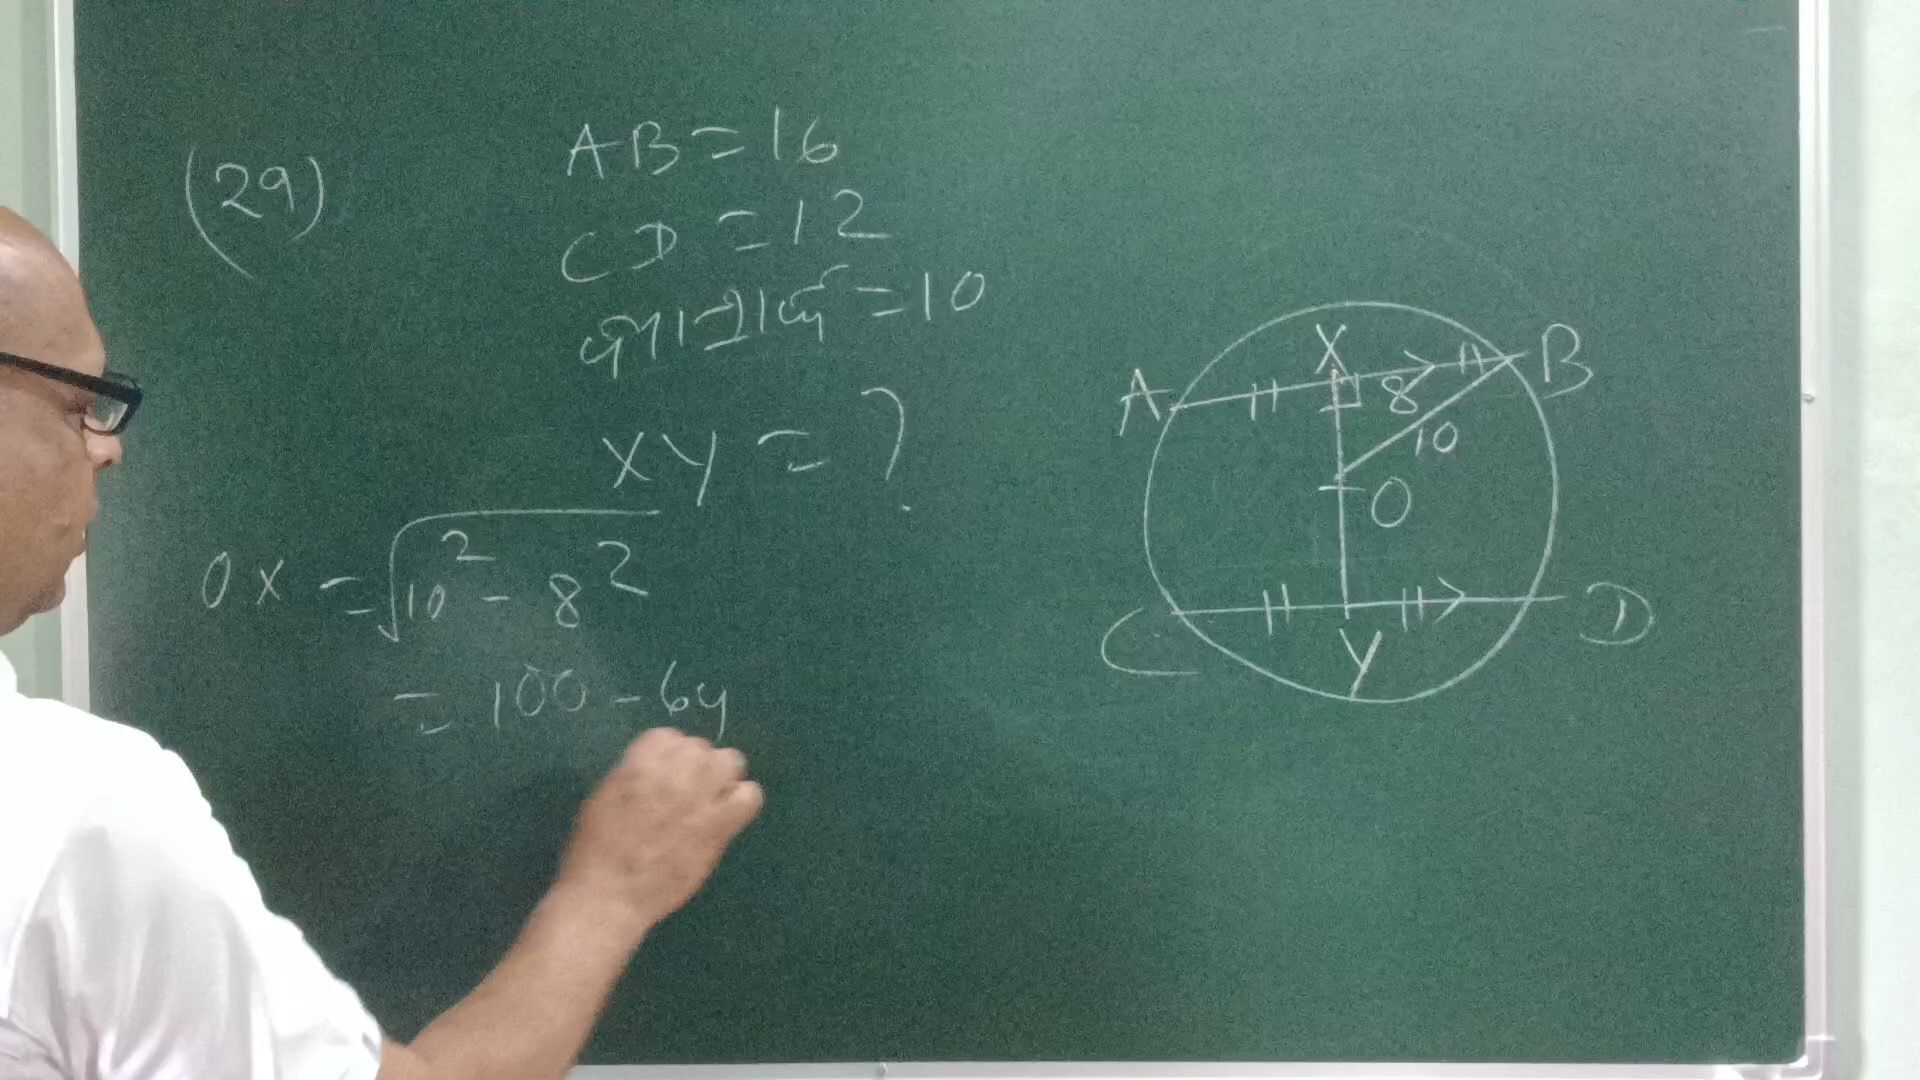 (29)
AB = 16
CD = 12
व्यासार्ध = 10
XY = ?
OX = √10² - 8²
= 100 - 64
X
A
B
8
10
O
C
D
Y